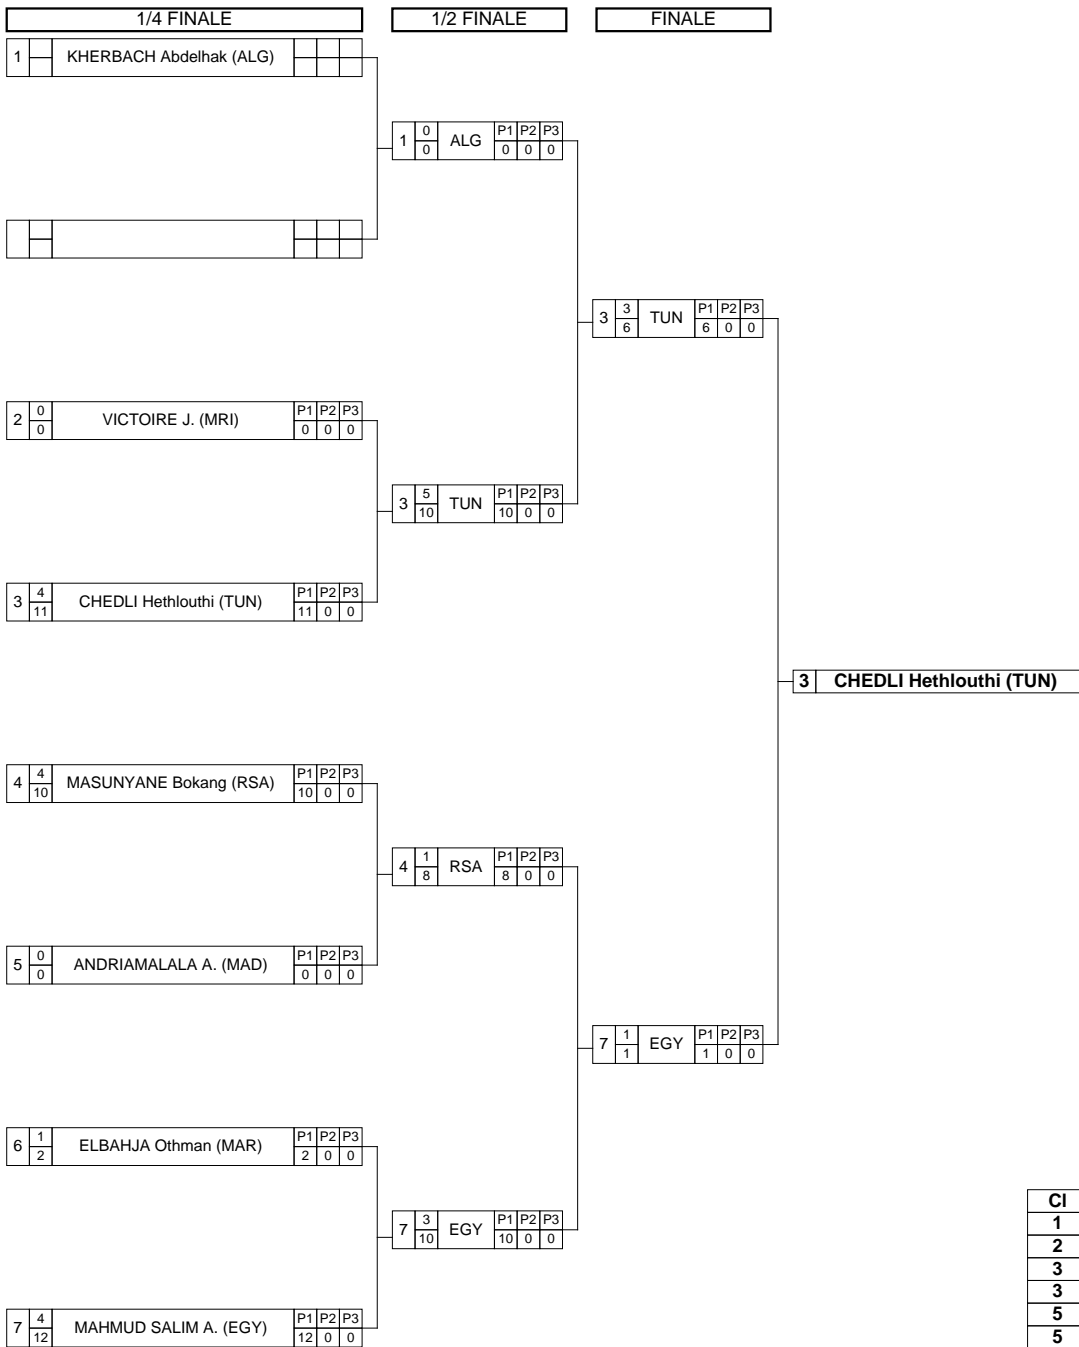 1/4 FINALE 1/2 FINALE FINALE
1 KHERBACH Abdelhak (ALG)
0 P1 P2 P3
1 ALG
0 0 0 0
3 P1 P2 P3
3 TUN
6 6 0 0
0 P1 P2 P3
2 VICTOIRE J. (MRI)
0 0 0 0
5 P1 P2 P3
3 TUN
10 10 0 0
4 P1 P2 P3
3 CHEDLI Hethlouthi (TUN)
11 11 0 0
3 CHEDLI Hethlouthi (TUN)
4 P1 P2 P3
4 MASUNYANE Bokang (RSA)
10 10 0 0
1 P1 P2 P3
4 RSA
8 8 0 0
0 P1 P2 P3
5 ANDRIAMALALA A. (MAD)
0 0 0 0
1 P1 P2 P3
7 EGY
1 1 0 0
1 P1 P2 P3
6 ELBAHJA Othman (MAR)
2 2 0 0
3 P1 P2 P3
7 EGY
10 10 0 0
4 P1 P2 P3
7 MAHMUD SALIM A. (EGY)
12 12 0 0
Cl
1
2
3
3
5
5